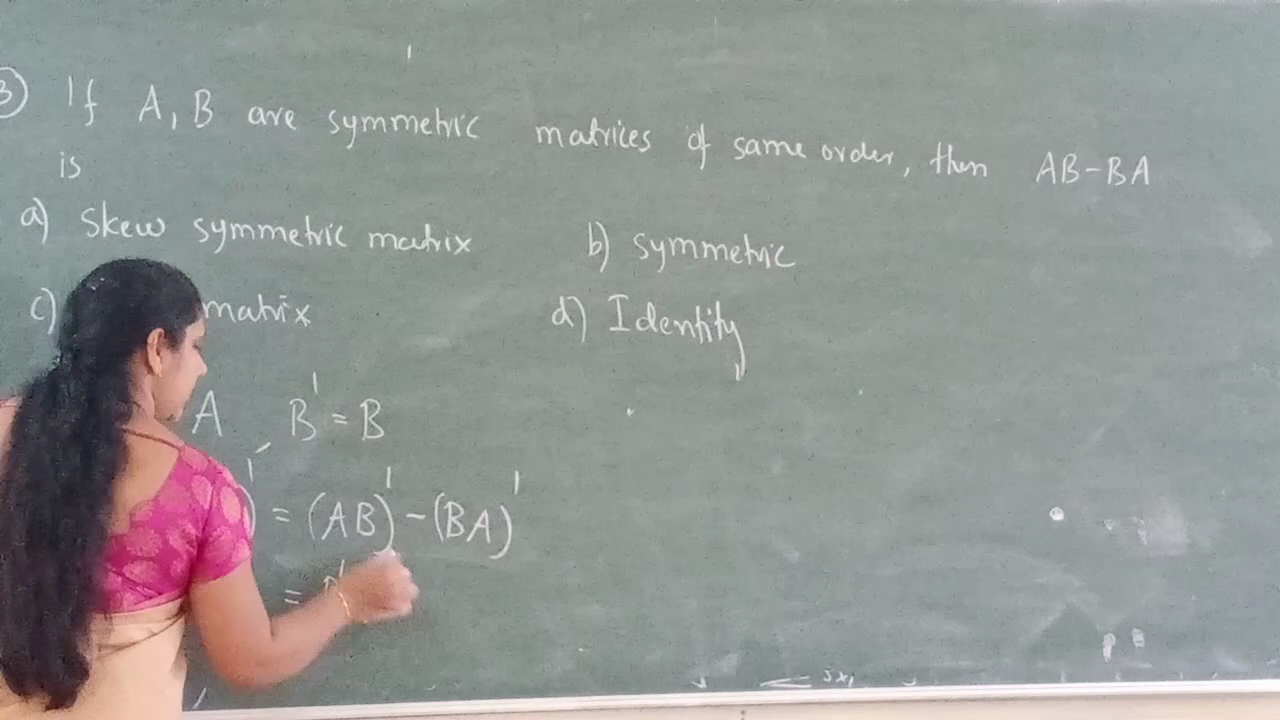 3) If A, B are symmetric matrices of same order, then AB-BA
is
a) Skew symmetric matrix b) symmetric
c) matrix d) Identity
A B' = B
)' = (AB)' - (BA)'
=